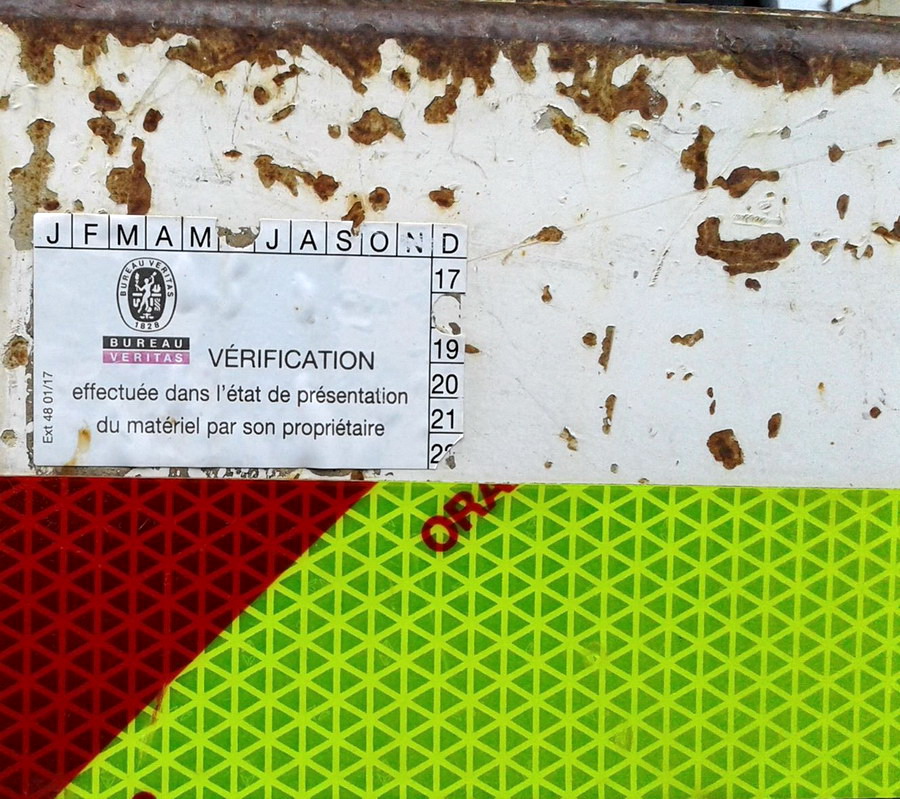 J F M A M J A S O N D
17
19
20
21
BUREAU VERITAS
1828
BUREAU
VERITAS
VÉRIFICATION
effectuée dans l'état de présentation
du matériel par son propriétaire
Ext 48 01/17
ORA